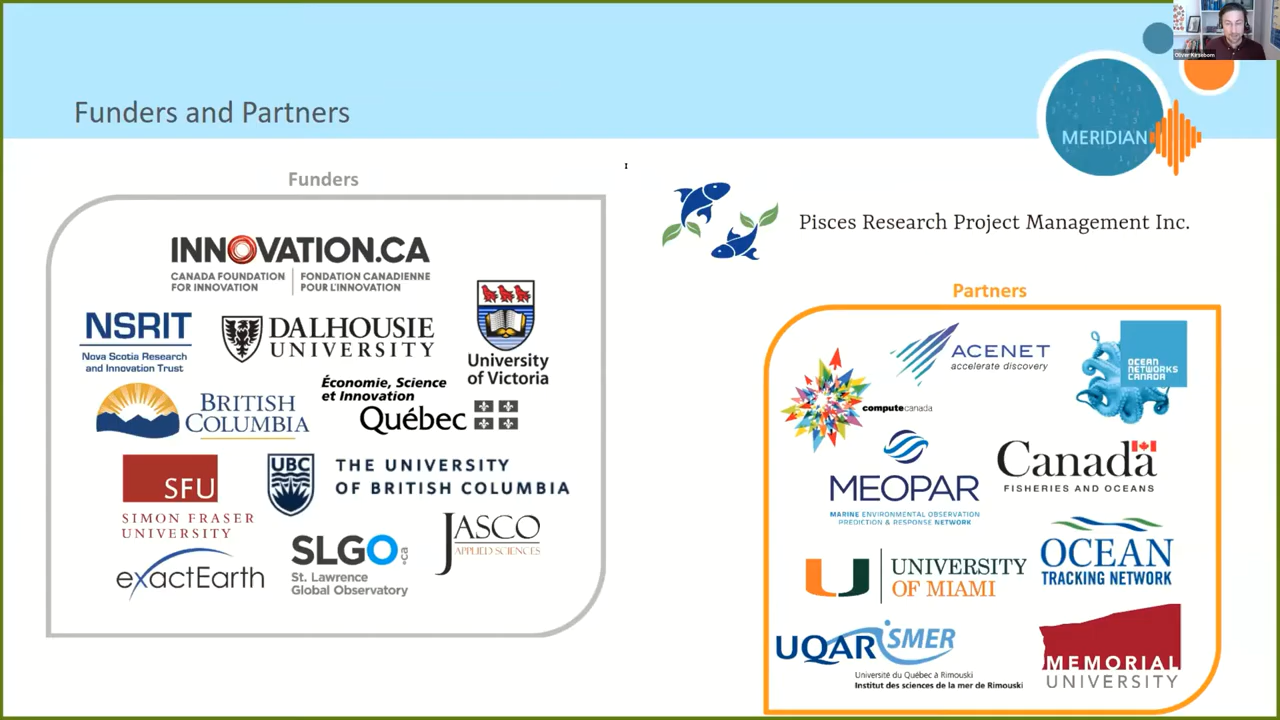 Oliver Kirsebom
Funders and Partners
MERIDIAN
Funders
INNOVATION.CA
CANADA FOUNDATION
FOR INNOVATION
FONDATION CANADIENNE
POUR L'INNOVATION
NSRIT
Nova Scotia Research
and Innovation Trust
DALHOUSIE
UNIVERSITY
University
of Victoria
BRITISH
COLUMBIA
Économie, Science
et Innovation
Québec
SFU
SIMON FRASER
UNIVERSITY
UBC
THE UNIVERSITY
OF BRITISH COLUMBIA
exactEarth
SLGO.ca
St. Lawrence
Global Observatory
JASCO
APPLIED SCIENCES
Pisces Research Project Management Inc.
Partners
computecanada
ACENET
accelerate discovery
OCEAN
NETWORKS
CANADA
MEOPAR
MARINE ENVIRONMENTAL OBSERVATION
PREDICTION & RESPONSE NETWORK
Canada
FISHERIES AND OCEANS
UNIVERSITY
OF MIAMI
OCEAN
TRACKING NETWORK
UQAR ISMER
Université du Québec à Rimouski
Institut des sciences de la mer de Rimouski
MEMORIAL
UNIVERSITY